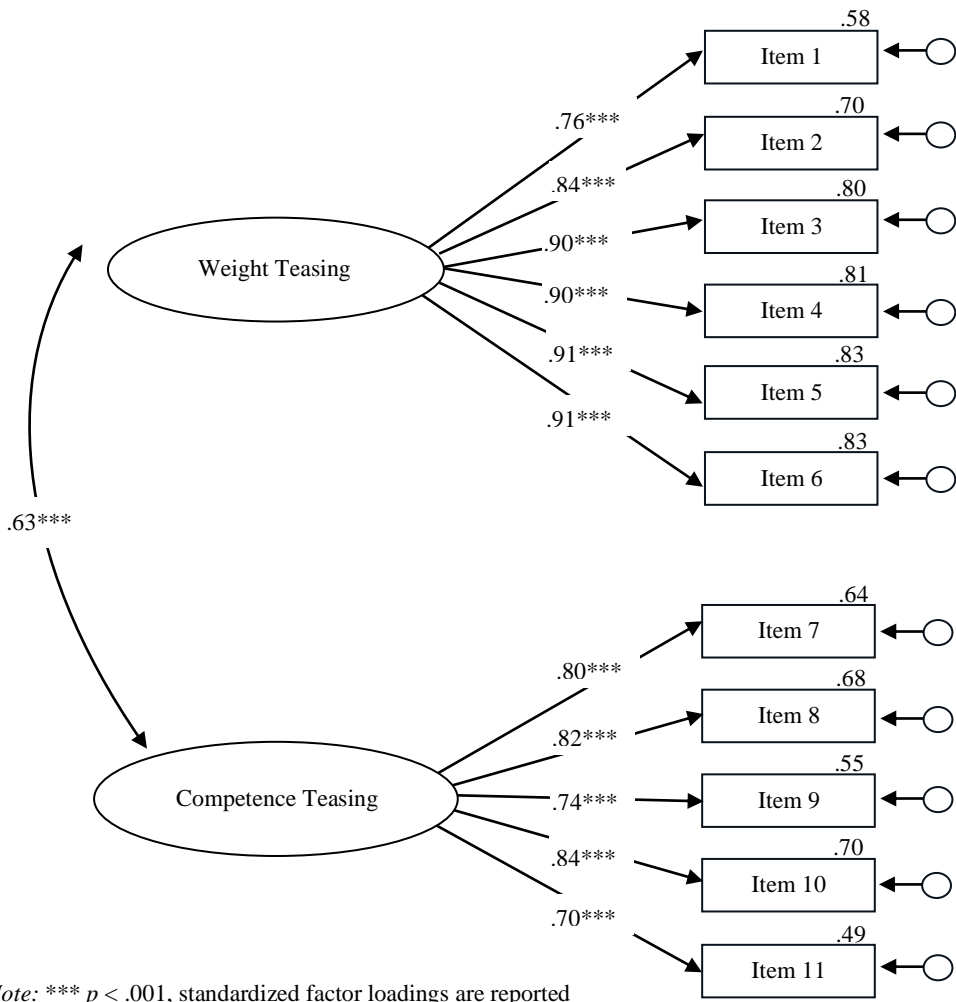 .58
Item 1
.76***
.70
Item 2
.84***
.80
Item 3
.90***
Weight Teasing
.81
Item 4
.90***
.83
Item 5
.91***
.83
Item 6
.91***
.63***
.64
Item 7
.80***
.68
Item 8
.82***
.55
Item 9
.74***
Competence Teasing
.70
Item 10
.84***
.49
Item 11
.70***
ote: *** p < .001, standardized factor loadings are reported